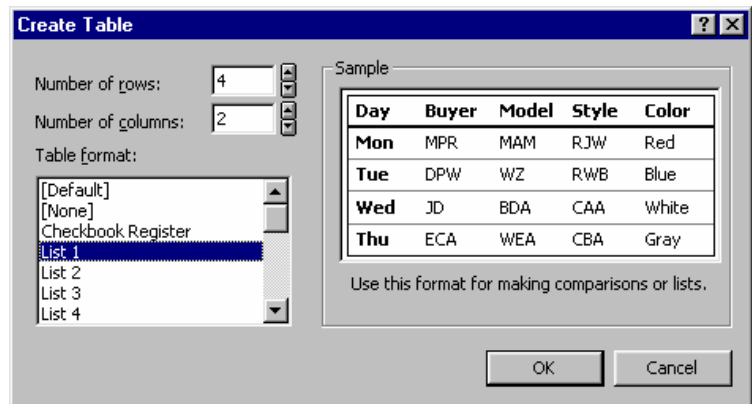 Create Table
Number of rows: 4
Number of columns: 2
Table format:
[Default]
[None]
Checkbook Register
List 1
List 2
List 3
List 4
Sample
Day Buyer Model Style Color
Mon MPR MAM RJW Red
Tue DPW WZ RWB Blue
Wed JD BDA CAA White
Thu ECA WEA CBA Gray
Use this format for making comparisons or lists.
OK Cancel